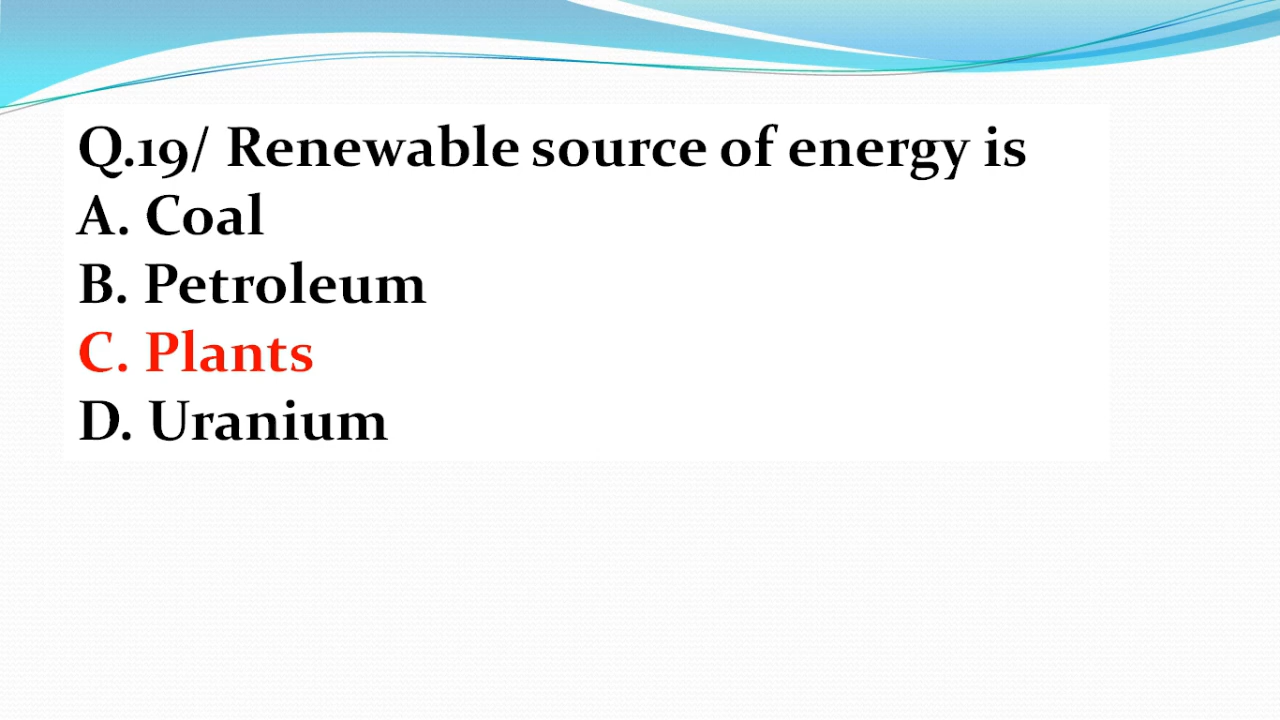 Q.19/ Renewable source of energy is
A. Coal
B. Petroleum
C. Plants
D. Uranium